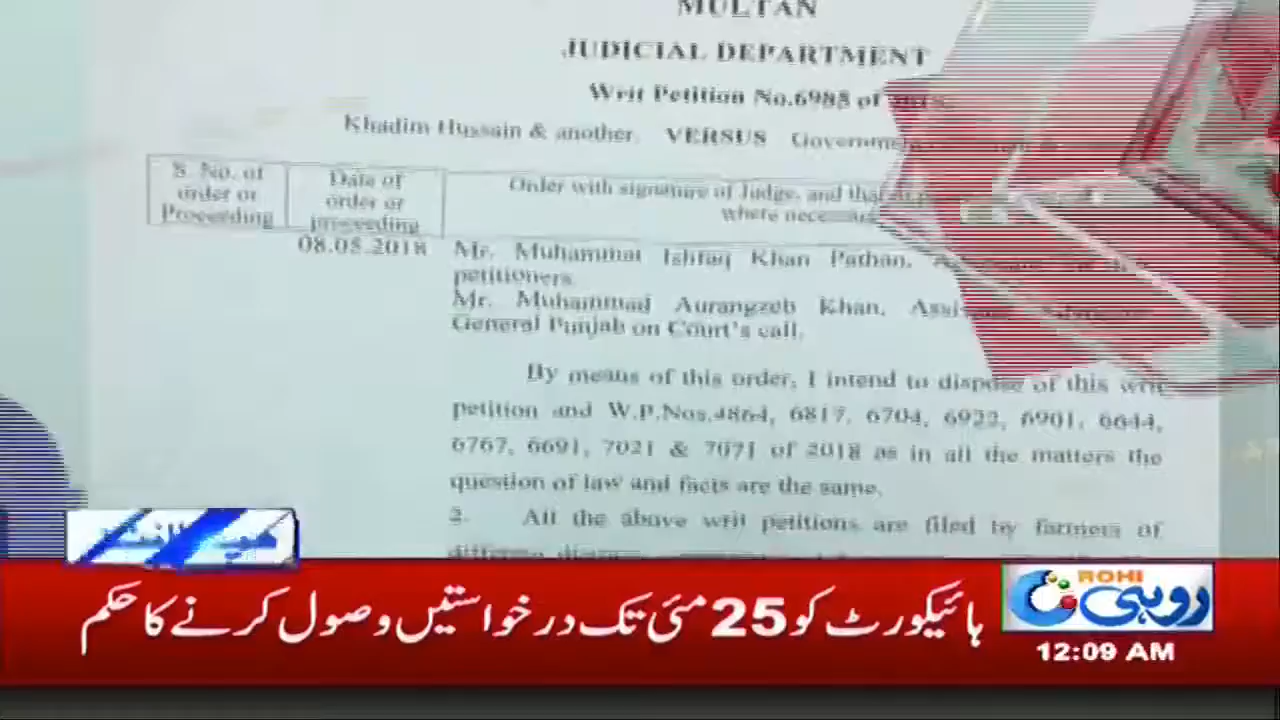 MULTAN
JUDICIAL DEPARTMENT
Writ Petition No.6985 of 2018.
Khadim Hussain & another. VERSUS Government
S. No. of order or Proceeding
Date of order or proceeding
Order with signature of Judge, and that of
where necessary
08.05.2018
Mr. Muhammad Ishfaq Khan Pathan,
petitioners.
Mr. Muhammad Aurangzeb Khan, Assistant Advocate
General Punjab on Court's call.
By means of this order, I intend to dispose of this writ
petition and W.P.Nos.4864, 6817, 6704, 6922, 6901, 6644,
6767, 6691, 7021 & 7071 of 2018 as in all the matters the
question of law and facts are the same.
2. All the above writ petitions are filed by farmers of
ہائیکورٹ کو 25 مئی تک درخواستیں وصول کرنے کا حکم
ROHI
روہی
12:09 AM